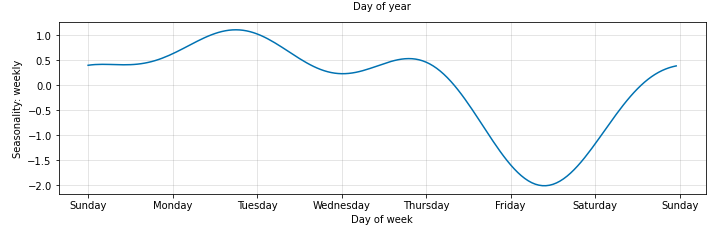 Day of year
1.0
0.5
0.0
−0.5
−1.0
−1.5
−2.0
Seasonality: weekly
Sunday Monday Tuesday Wednesday Thursday Friday Saturday Sunday
Day of week